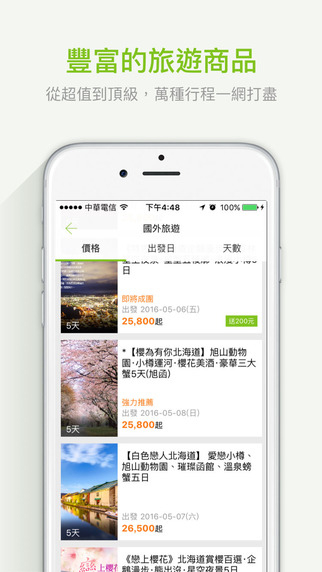 豐富的旅遊商品
從超值到頂級，萬種行程一網打盡
中華電信 下午4:48 100%
國外旅遊
價格 出發日 天數
日
即將成團
出發 2016-05-06(五)
25,800起
送200元
5天
*【櫻為有你北海道】旭山動物
園‧小樽運河‧櫻花美酒‧豪華三大
蟹5天(旭函)
強力推薦
出發 2016-05-08(日)
25,800起
5天
【白色戀人北海道】 愛戀小樽、
旭山動物園、璀璨函館、溫泉螃
蟹五日
出發 2016-05-07(六)
26,500起
5天
《戀上櫻花》北海道賞櫻百選‧企
鵝漫步‧熊出沒‧星空夜景5日